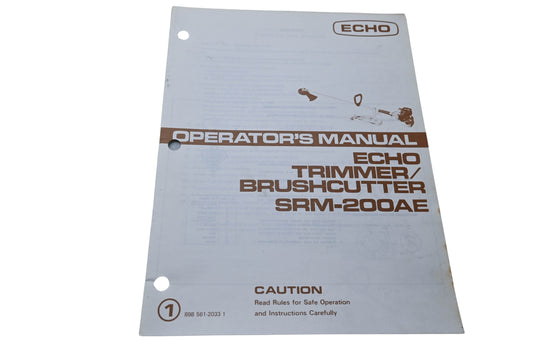 ECHO
OPERATOR'S MANUAL
ECHO
TRIMMER/
BRUSHCUTTER
SRM-200AE
CAUTION
Read Rules for Safe Operation
and Instructions Carefully
1
898 561-2033 1